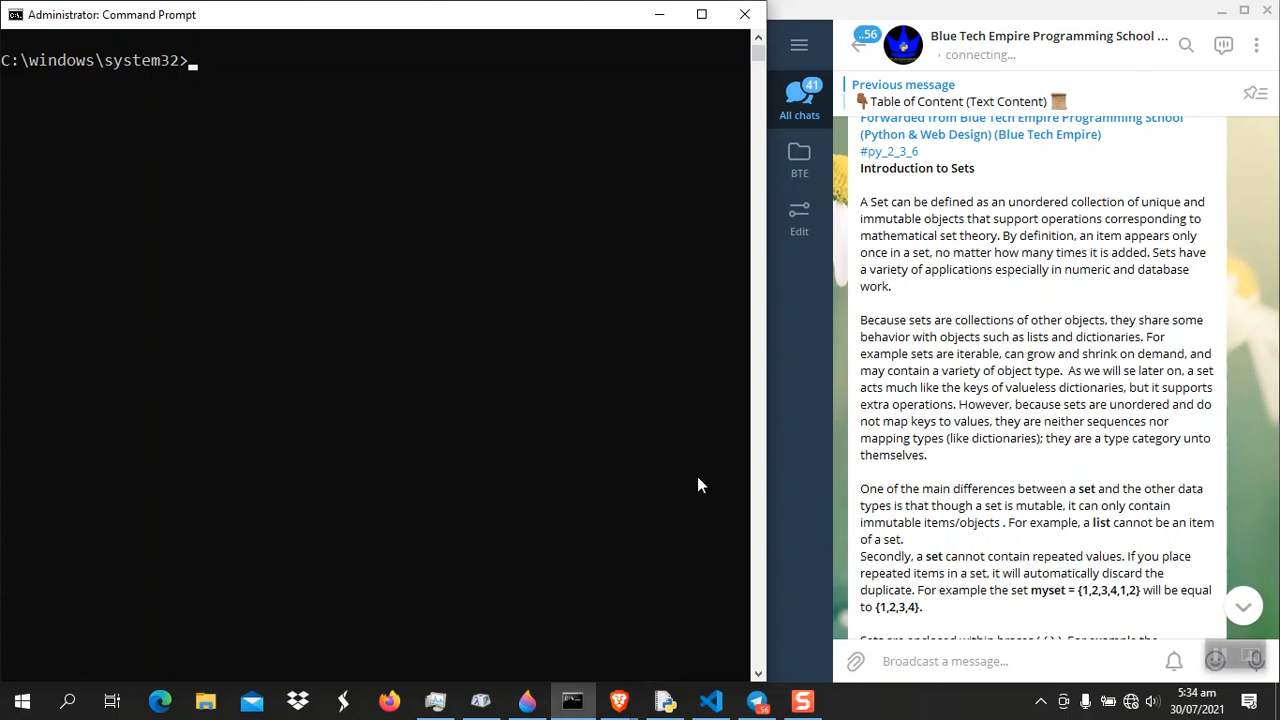 Administrator: Command Prompt
C:\windows\system32>
..56
Blue Tech Empire Programming School ...
connecting...
41
All chats
BTE
Edit
Previous message
Table of Content (Text Content)
Forwarded from Blue Tech Empire Programming School
(Python & Web Design) (Blue Tech Empire)
#py_2_3_6
Introduction to Sets
A Set can be defined as an unordered collection of unique and
immutable objects that support operations corresponding to
mathematical set theory. By definition, an item appears only
once in a set, no matter how many times it is added. Sets have
a variety of applications especially in numeric and database
work.
Because sets are collections of other objects, they share some
behavior with objects such as lists and dictionaries. For
example sets are iterable, can grow and shrink on demand, and
may contain a variety of object type. As we will se later on, a set
acts much like the keys of valueless dictionaries, but it supports
extra operations. However, because sets are unordered and do
not map keys to values, they are neither sequences nor
mapping types (like dictionaries); they are a type category unto
themselves.
One of the main differences between a set and the other data
types is that though a set is mutable, it can only contain
immutable items/objects . For example, a list cannot be an item
of a set.
Secondly, a set cannot contain repeated values. If you place
repeated items in a set, it will automatically discard the
duplicate. For example the set myset = {1,2,3,4,1,2} will be equal
to {1,2,3,4}.
Sets are enclosed within braces ( { } ). For example the
Broadcast a message...
56
5:34 am
30/07/2021